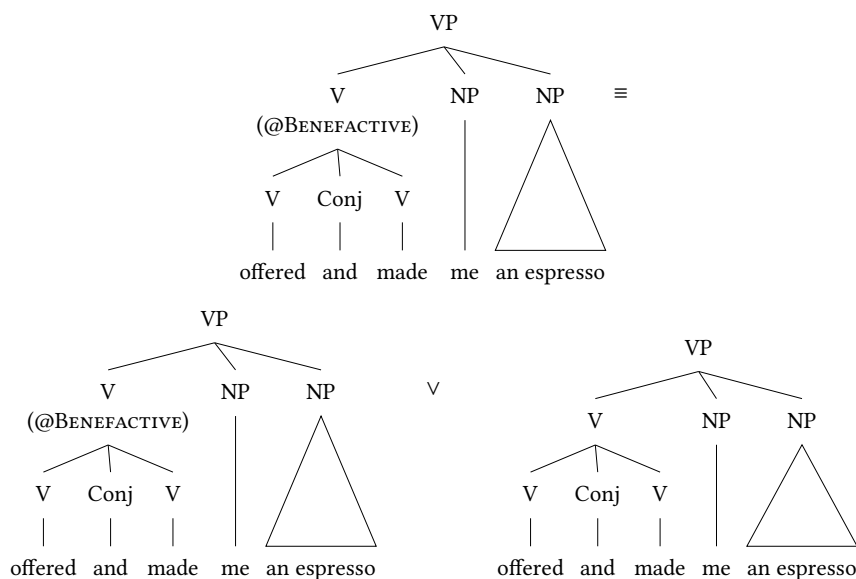 VP
V NP NP ≡
(@BENEFACTIVE)
V Conj V
offered and made me an espresso
VP
V NP NP
(@BENEFACTIVE)
V Conj V
offered and made me an espresso
∨
VP
V NP NP
V Conj V
offered and made me an espresso